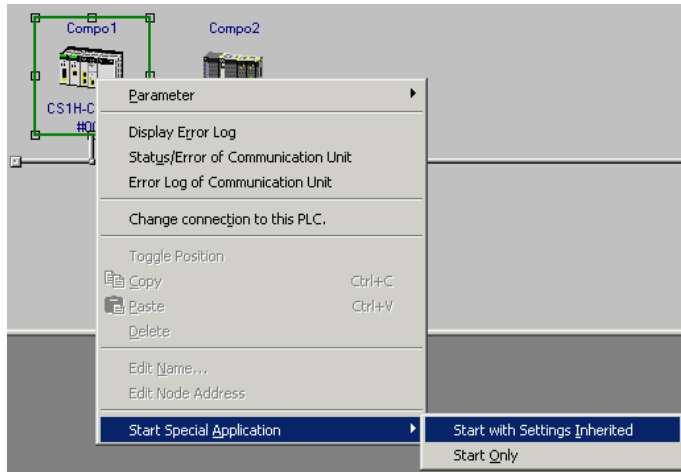 Compo1
Compo2
CS1H-C
#00
Parameter
Display Error Log
Status/Error of Communication Unit
Error Log of Communication Unit
Change connection to this PLC.
Toggle Position
Copy Ctrl+C
Paste Ctrl+V
Delete
Edit Name...
Edit Node Address
Start Special Application
Start with Settings Inherited
Start Only